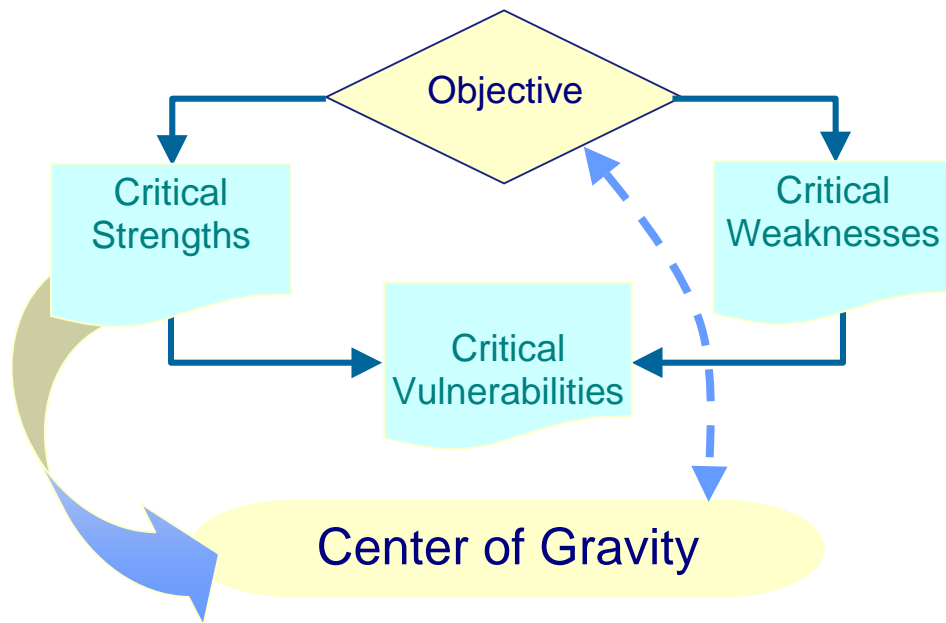 Objective
Critical
Strengths
Critical
Weaknesses
Critical
Vulnerabilities
Center of Gravity